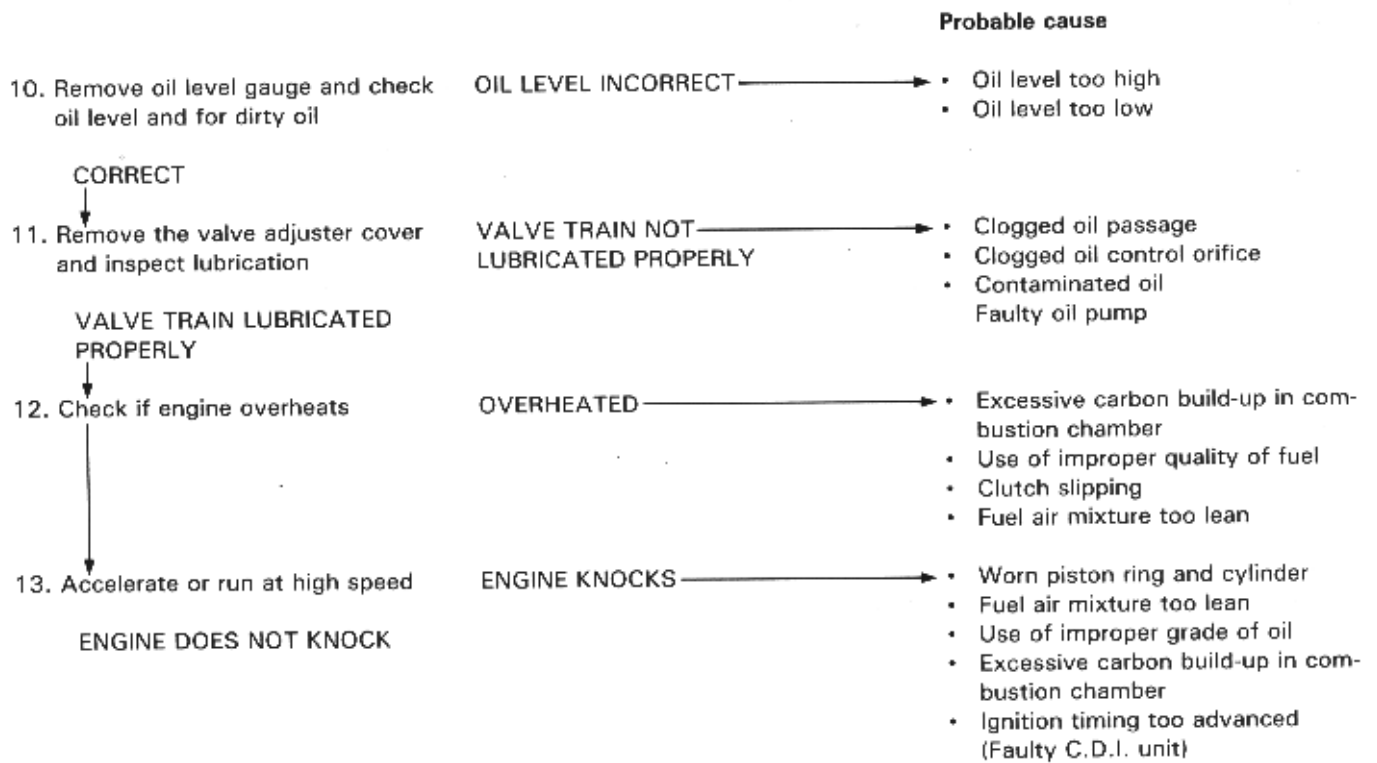 Probable cause
10. Remove oil level gauge and check
oil level and for dirty oil
OIL LEVEL INCORRECT
• Oil level too high
• Oil level too low
CORRECT
11. Remove the valve adjuster cover
and inspect lubrication
VALVE TRAIN NOT
LUBRICATED PROPERLY
• Clogged oil passage
• Clogged oil control orifice
• Contaminated oil
Faulty oil pump
VALVE TRAIN LUBRICATED
PROPERLY
12. Check if engine overheats
OVERHEATED
• Excessive carbon build-up in com-
bustion chamber
• Use of improper quality of fuel
• Clutch slipping
• Fuel air mixture too lean
13. Accelerate or run at high speed
ENGINE KNOCKS
• Worn piston ring and cylinder
• Fuel air mixture too lean
• Use of improper grade of oil
• Excessive carbon build-up in com-
bustion chamber
• Ignition timing too advanced
(Faulty C.D.I. unit)
ENGINE DOES NOT KNOCK